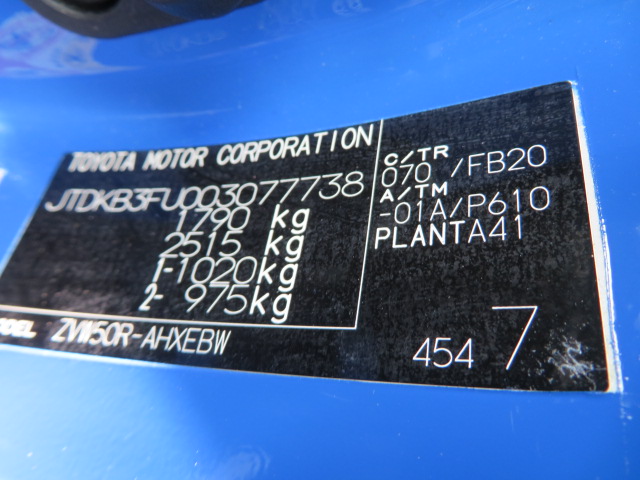 TOYOTA MOTOR CORPORATION
JTDKB3FU003077738
1790 kg
2515 kg
1-1020kg
2- 975kg
ZVW50R-AHXEBW
C/TR
070 /FB20
A/TM
-01A/P610
PLANTA41
454 7